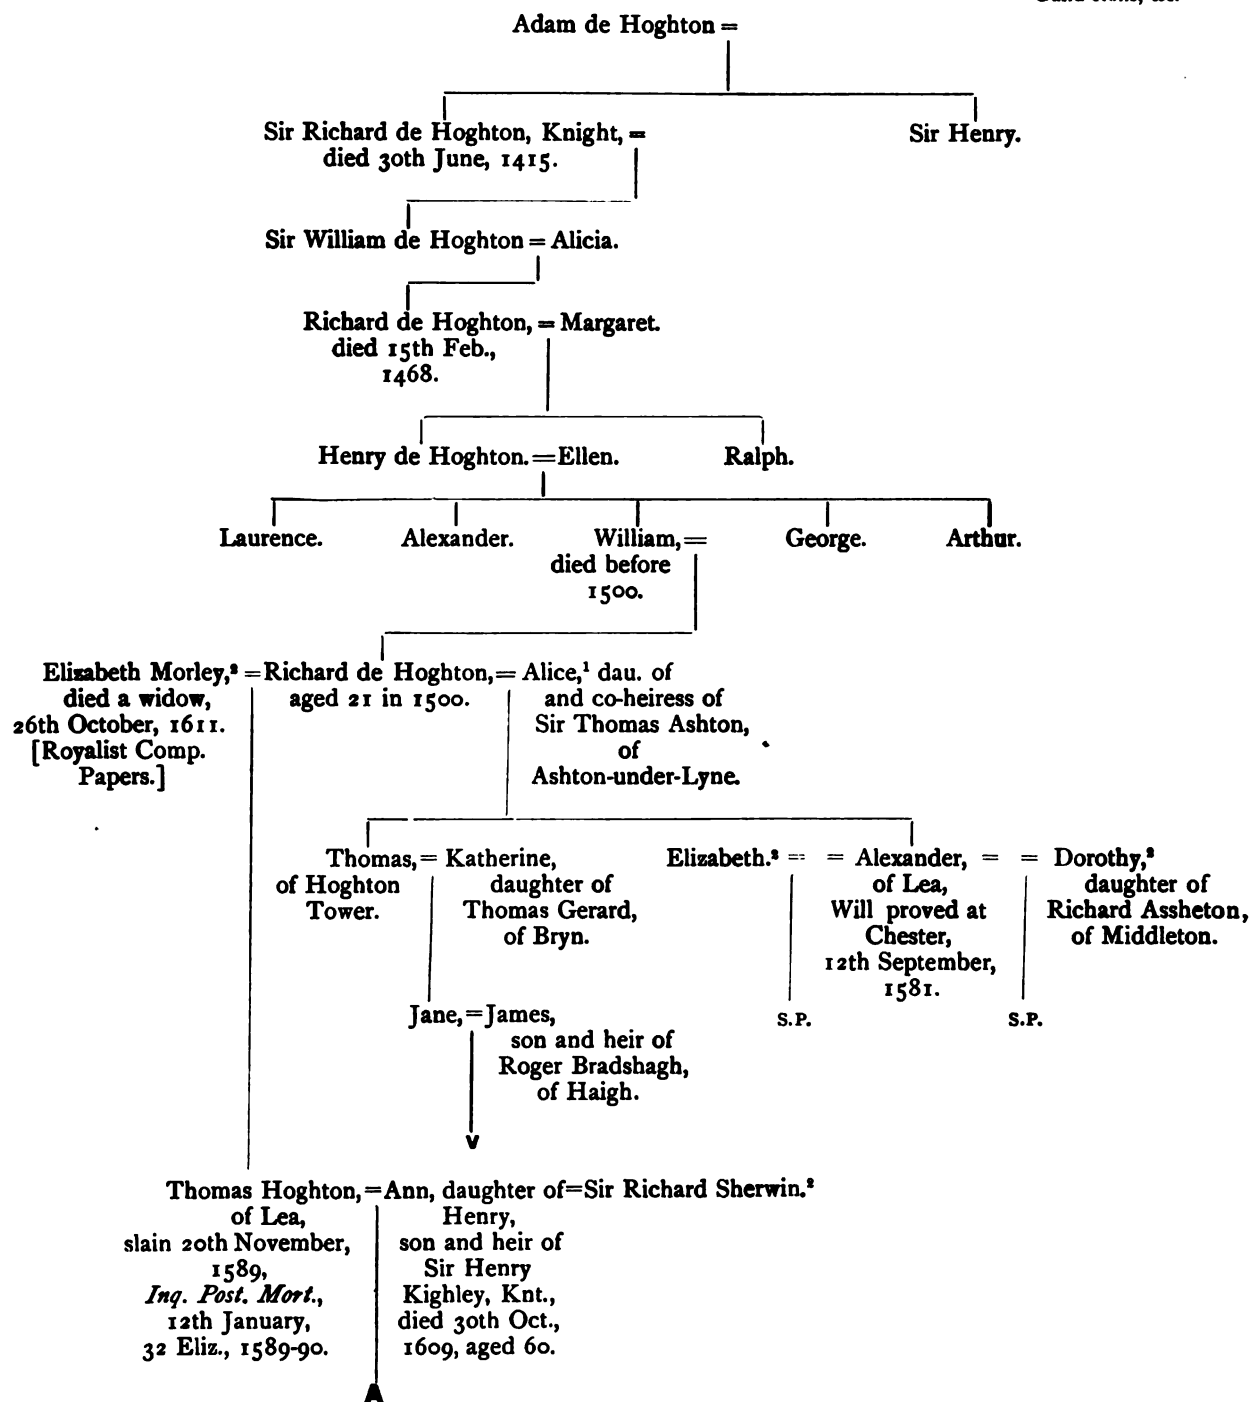 Adam de Hoghton =
Sir Richard de Hoghton, Knight, =
died 30th June, 1415.
Sir Henry.
Sir William de Hoghton = Alicia.
Richard de Hoghton, = Margaret.
died 15th Feb.,
1468.
Henry de Hoghton. = Ellen.
Ralph.
Laurence.
Alexander.
William, =
died before
1500.
George.
Arthur.
Elizabeth Morley,² = Richard de Hoghton, = Alice,¹ dau. of
died a widow,
26th October, 1611.
[Royalist Comp.
Papers.]
aged 21 in 1500.
and co-heiress of
Sir Thomas Ashton,
of
Ashton-under-Lyne.
Thomas, = Katherine,
of Hoghton
Tower.
daughter of
Thomas Gerard,
of Bryn.
Elizabeth.² = = Alexander, = = Dorothy,²
of Lea,
Will proved at
Chester,
12th September,
1581.
daughter of
Richard Assheton,
of Middleton.
Jane, = James,
son and heir of
Roger Bradshagh,
of Haigh.
S.P.
S.P.
Thomas Hoghton, = Ann, daughter of = Sir Richard Sherwin.²
of Lea,
slain 20th November,
1589,
Inq. Post. Mort.,
12th January,
32 Eliz., 1589-90.
Henry,
son and heir of
Sir Henry
Kighley, Knt.,
died 30th Oct.,
1609, aged 60.
A